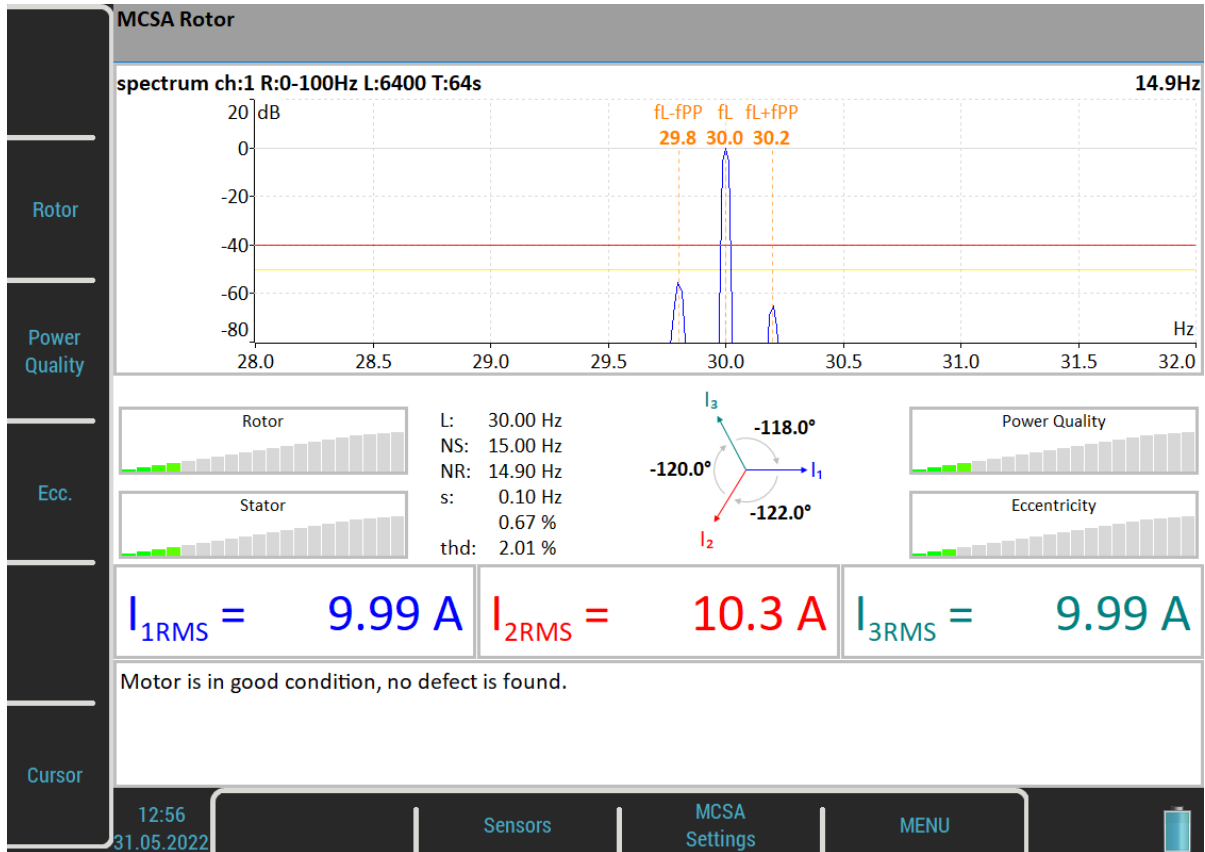 MCSA Rotor
spectrum ch:1 R:0-100Hz L:6400 T:64s 14.9Hz
20 dB
fL-fPP fL fL+fPP
29.8 30.0 30.2
0
-20
-40
-60
-80
Hz
28.0 28.5 29.0 29.5 30.0 30.5 31.0 31.5 32.0
Rotor
Power
Quality
Ecc.
Cursor
Rotor
Stator
L: 30.00 Hz
NS: 15.00 Hz
NR: 14.90 Hz
s: 0.10 Hz
0.67 %
thd: 2.01 %
I₃
-118.0°
-120.0°
I₁
-122.0°
I₂
Power Quality
Eccentricity
I1RMS = 9.99 A
I2RMS = 10.3 A
I3RMS = 9.99 A
Motor is in good condition, no defect is found.
12:56
31.05.2022
Sensors
MCSA
Settings
MENU